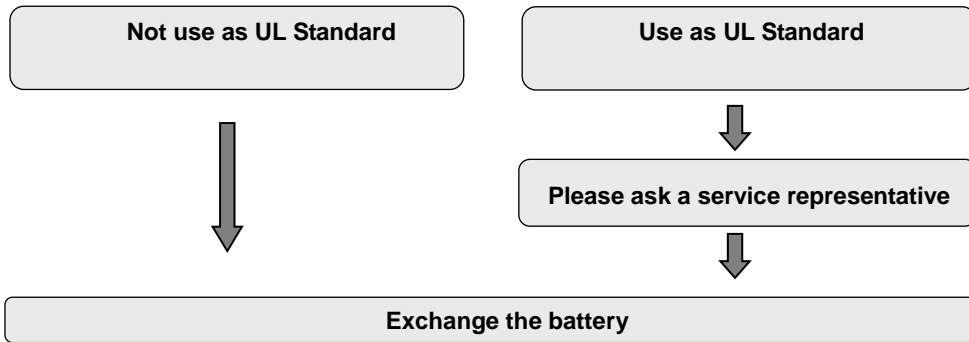 Not use as UL Standard
Use as UL Standard
Please ask a service representative
Exchange the battery